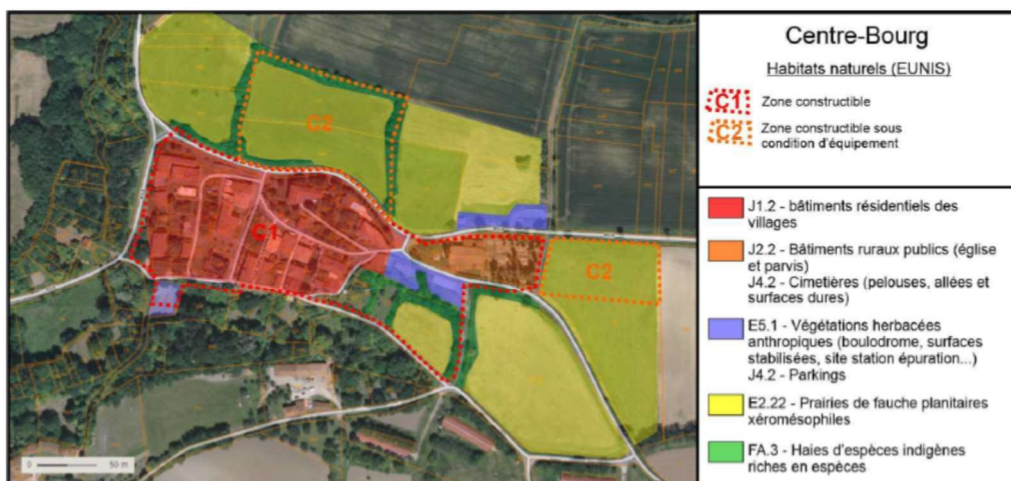 Centre-Bourg
Habitats naturels (EUNIS)
C1 Zone constructible
C2 Zone constructible sous
condition d'équipement
J1.2 - bâtiments résidentiels des
villages
J2.2 - Bâtiments ruraux publics (église
et parvis)
J4.2 - Cimetières (pelouses, allées et
surfaces dures)
E5.1 - Végétations herbacées
anthropiques (boulodrome, surfaces
stabilisées, site station épuration...)
J4.2 - Parkings
E2.22 - Prairies de fauche planitaires
xéromésophiles
FA.3 - Haies d'espèces indigènes
riches en espèces
C2
C1
C2
0 50 m